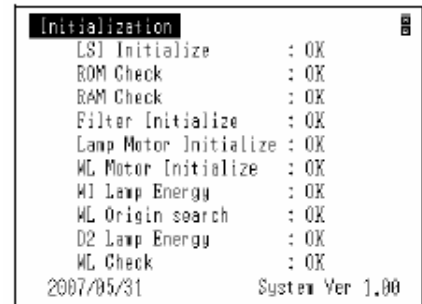 Initialization
LSI Initialize : OK
ROM Check : OK
RAM Check : OK
Filter Initialize : OK
Lamp Motor Initialize : OK
WL Motor Initialize : OK
WI Lamp Energy : OK
WL Origin search : OK
D2 Lamp Energy : OK
WL Check : OK
2007/05/31 System Ver 1.00